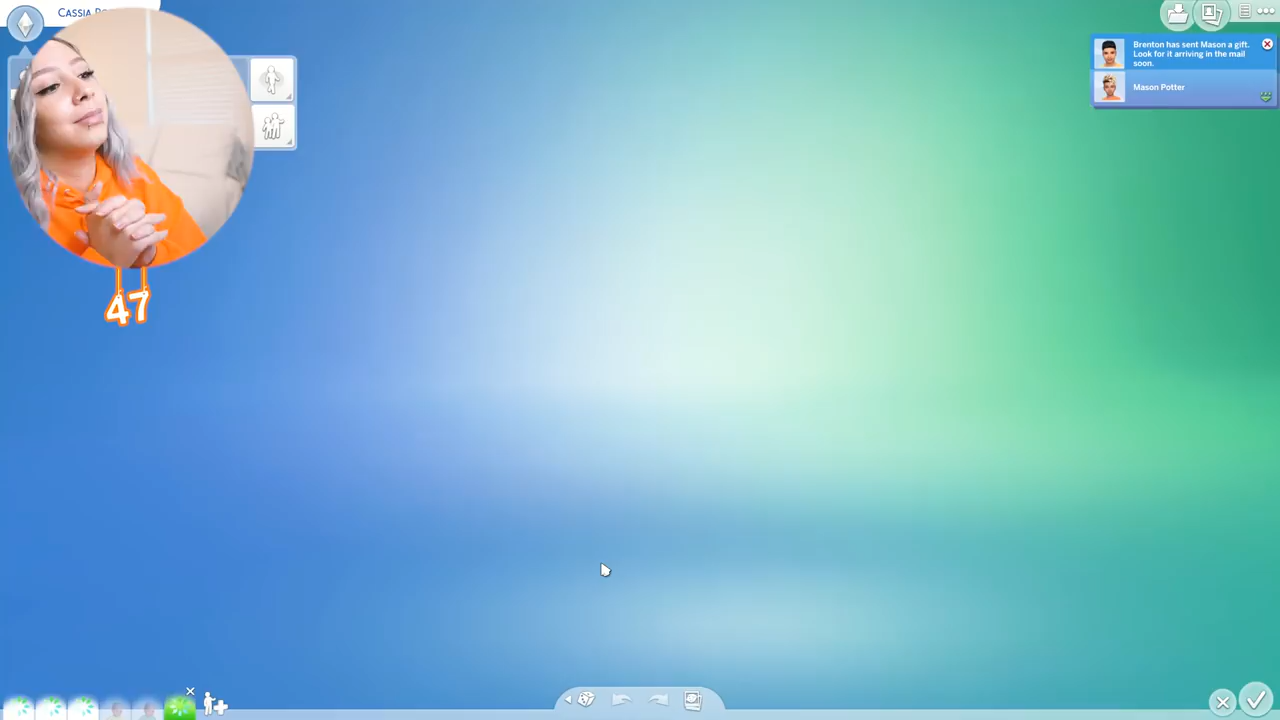 Brenton has sent Mason a gift.
Look for it arriving in the mail
soon.
Mason Potter
47